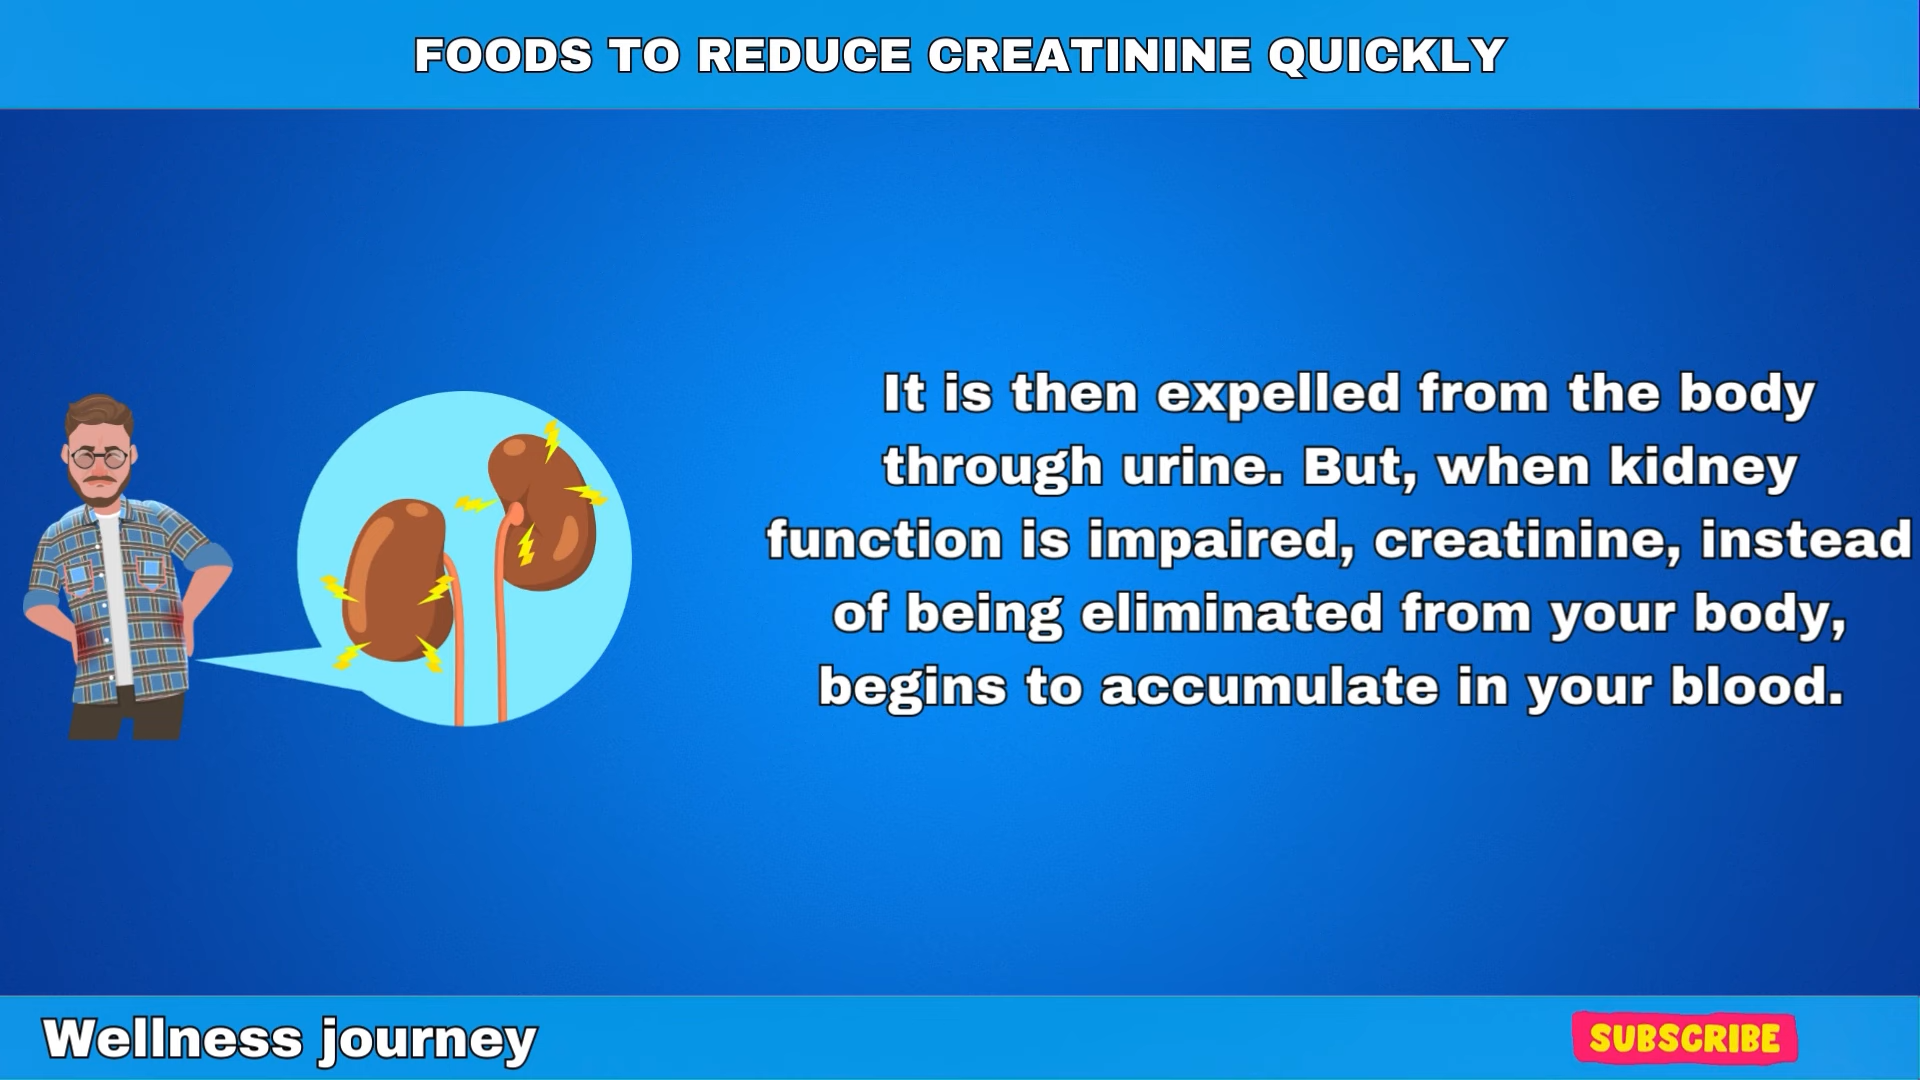 FOODS TO REDUCE CREATININE QUICKLY
It is then expelled from the body
through urine. But, when kidney
function is impaired, creatinine, instead
of being eliminated from your body,
begins to accumulate in your blood.
Wellness journey
SUBSCRIBE